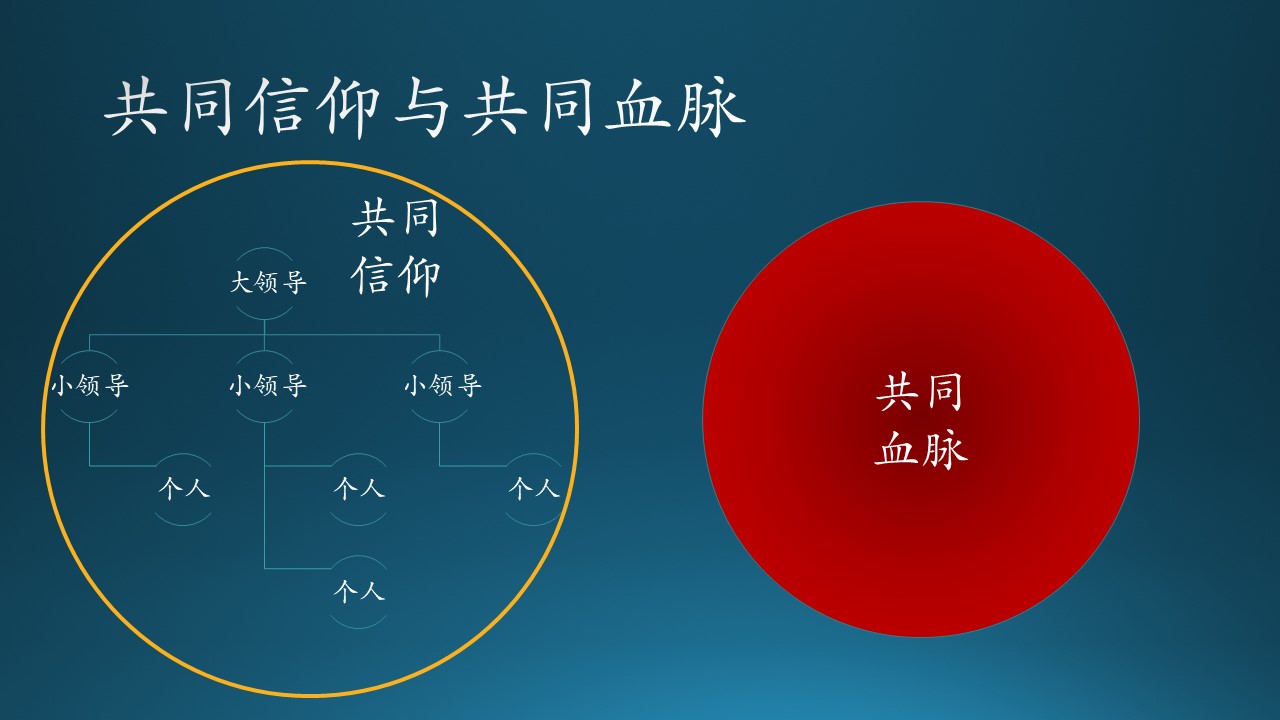 共同信仰与共同血脉
共同
信仰
大领导
小领导
小领导
小领导
个人
个人
个人
个人
共同
血脉